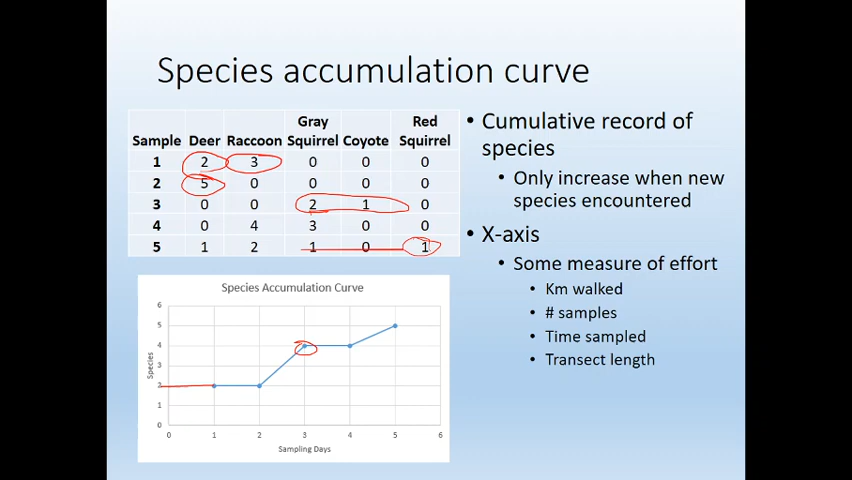 Species accumulation curve
Gray Red
Sample Deer Raccoon Squirrel Coyote Squirrel
1 2 3 0 0 0
2 5 0 0 0 0
3 0 0 2 1 0
4 0 4 3 0 0
5 1 2 1 0 1
Species Accumulation Curve
6
5
4
3
2
1
0
Species
0 1 2 3 4 5 6
Sampling Days
• Cumulative record of
species
• Only increase when new
species encountered
• X-axis
• Some measure of effort
• Km walked
• # samples
• Time sampled
• Transect length